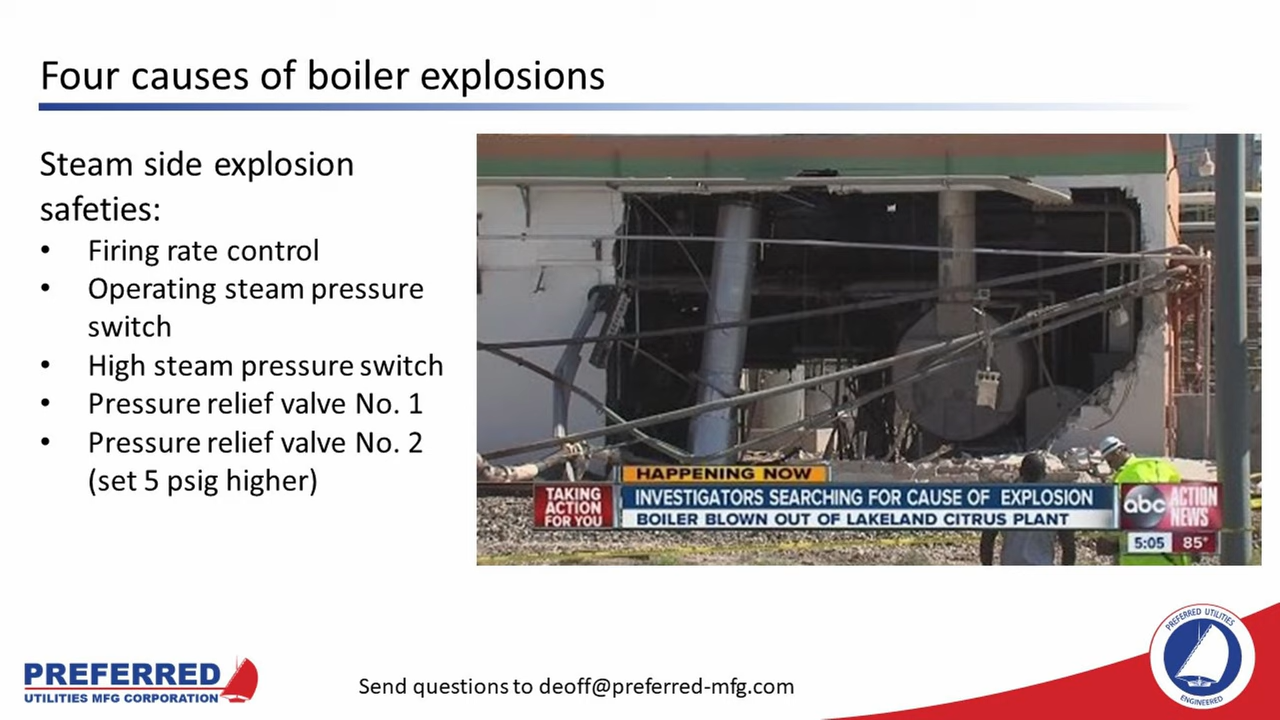 Four causes of boiler explosions
Steam side explosion
safeties:
• Firing rate control
• Operating steam pressure
switch
• High steam pressure switch
• Pressure relief valve No. 1
• Pressure relief valve No. 2
(set 5 psig higher)
HAPPENING NOW
TAKING
ACTION
FOR YOU
INVESTIGATORS SEARCHING FOR CAUSE OF EXPLOSION
BOILER BLOWN OUT OF LAKELAND CITRUS PLANT
abc ACTION
NEWS
5:05 85°
PREFERRED
UTILITIES MFG CORPORATION
Send questions to deoff@preferred-mfg.com
PREFERRED UTILITIES
ENGINEERED